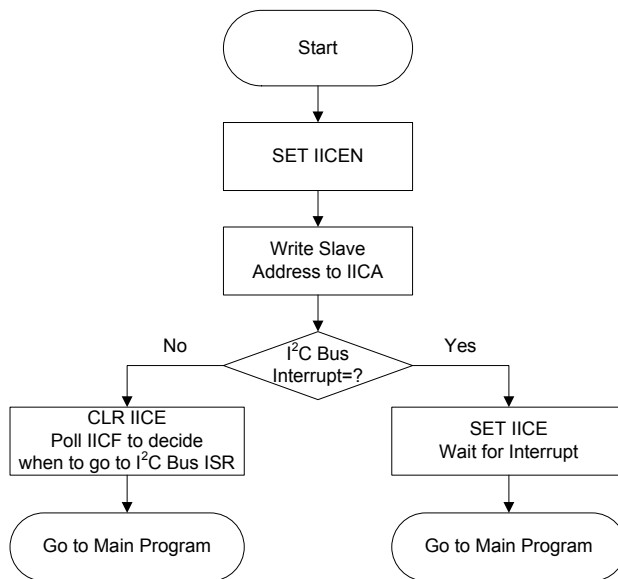 Start
SET IICEN
Write Slave
Address to IICA
I²C Bus
Interrupt=?
No
Yes
CLR IICE
Poll IICF to decide
when to go to I²C Bus ISR
SET IICE
Wait for Interrupt
Go to Main Program
Go to Main Program